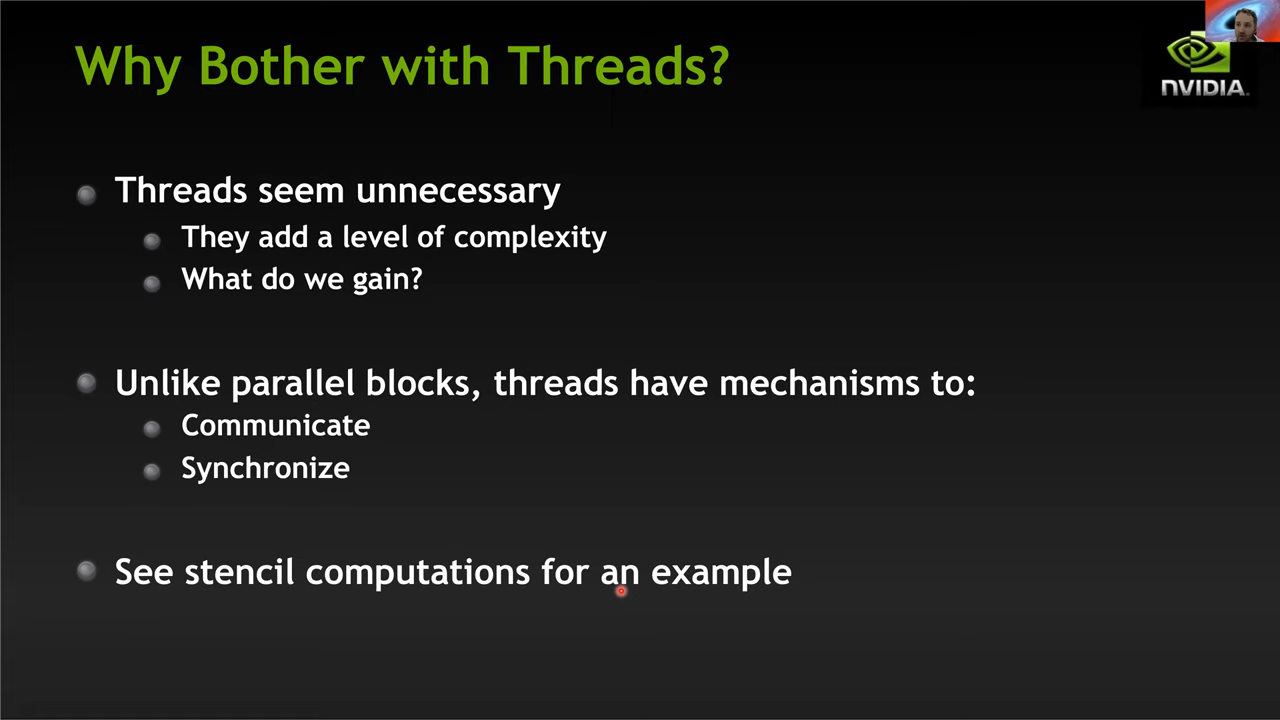 Why Bother with Threads?
NVIDIA.
Threads seem unnecessary
They add a level of complexity
What do we gain?
Unlike parallel blocks, threads have mechanisms to:
Communicate
Synchronize
See stencil computations for an example